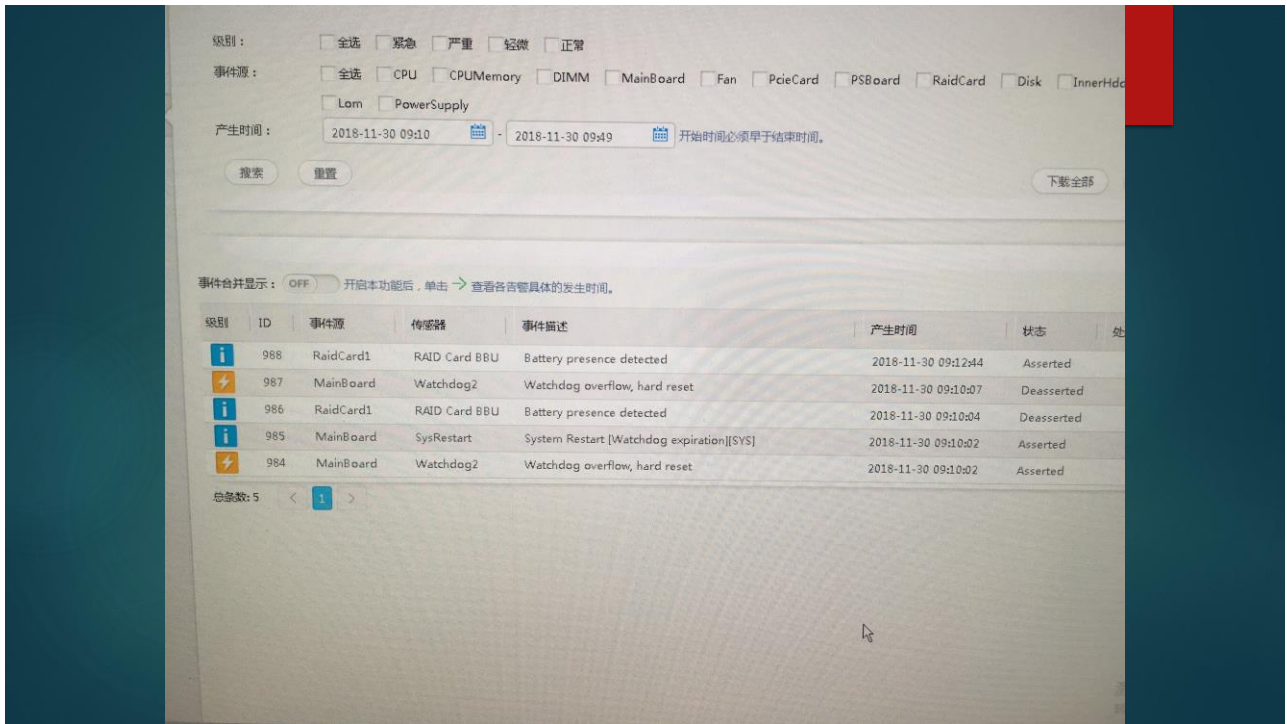 级别： 全选 紧急 严重 轻微 正常
事件源： 全选 CPU CPUMemory DIMM MainBoard Fan PcieCard PSBoard RaidCard Disk InnerHdd
Lom PowerSupply
产生时间： 2018-11-30 09:10 - 2018-11-30 09:49 开始时间必须早于结束时间。
搜索 重置 下载全部
事件合并显示： OFF 开启本功能后，单击 → 查看各告警具体的发生时间。
级别 ID 事件源 传感器 事件描述 产生时间 状态 处
988 RaidCard1 RAID Card BBU Battery presence detected 2018-11-30 09:12:44 Asserted
987 MainBoard Watchdog2 Watchdog overflow, hard reset 2018-11-30 09:10:07 Deasserted
986 RaidCard1 RAID Card BBU Battery presence detected 2018-11-30 09:10:04 Deasserted
985 MainBoard SysRestart System Restart [Watchdog expiration][SYS] 2018-11-30 09:10:02 Asserted
984 MainBoard Watchdog2 Watchdog overflow, hard reset 2018-11-30 09:10:02 Asserted
总条数: 5 < 1 >